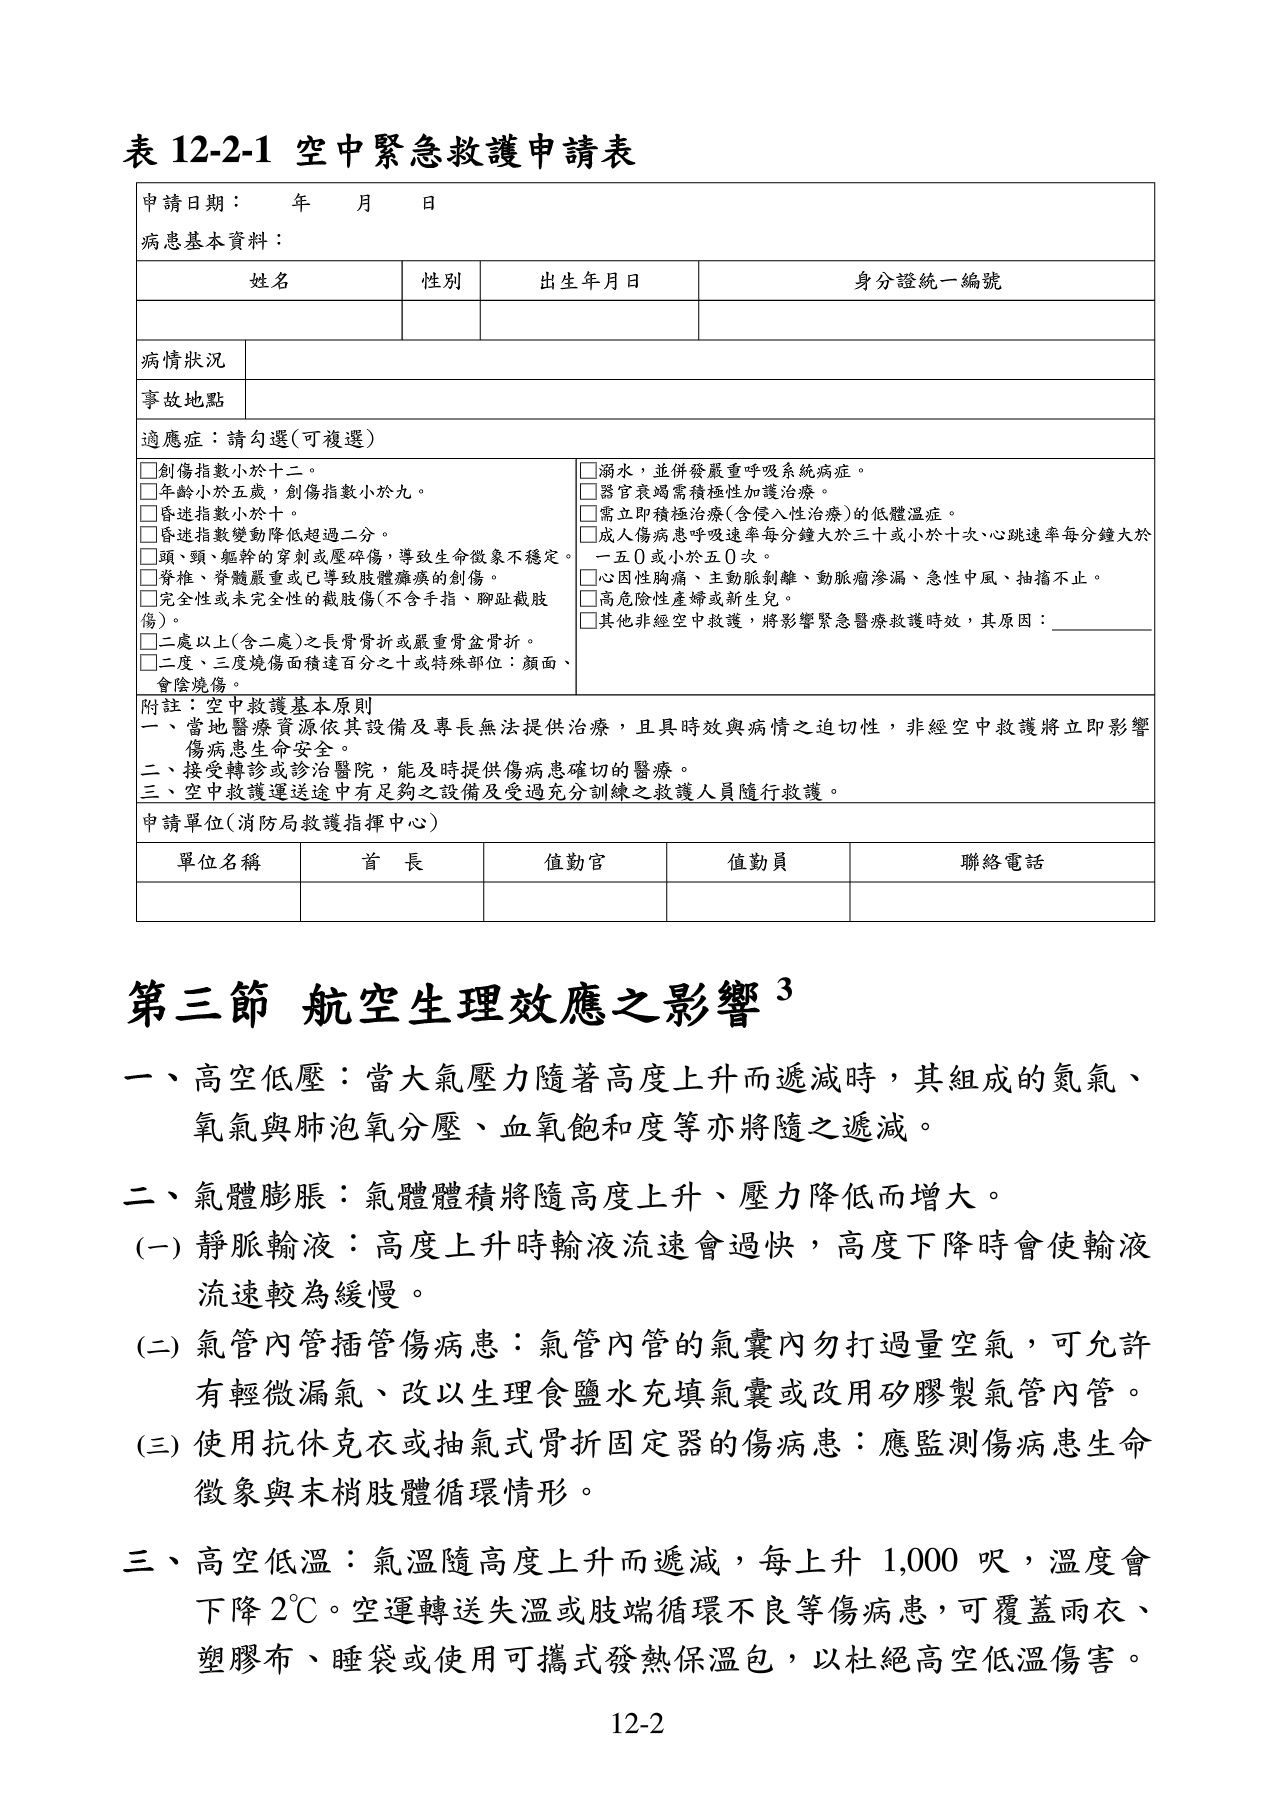 表 12-2-1 空中緊急救護申請表
申請日期： 年 月 日
病患基本資料：
姓名 性別 出生年月日 身分證統一編號
病情狀況
事故地點
適應症：請勾選(可複選)
□創傷指數小於十二。
□年齡小於五歲，創傷指數小於九。
□昏迷指數小於十。
□昏迷指數變動降低超過二分。
□頭、頸、軀幹的穿刺或壓碎傷，導致生命徵象不穩定。
□脊椎、脊髓嚴重或已導致肢體癱瘓的創傷。
□完全性或未完全性的截肢傷(不含手指、腳趾截肢
傷)。
□二處以上(含二處)之長骨骨折或嚴重骨盆骨折。
□二度、三度燒傷面積達百分之十或特殊部位：顏面、
會陰燒傷。
□溺水，並併發嚴重呼吸系統病症。
□器官衰竭需積極性加護治療。
□需立即積極治療(含侵入性治療)的低體溫症。
□成人傷病患呼吸速率每分鐘大於三十或小於十次、心跳速率每分鐘大於
一五０或小於五０次。
□心因性胸痛、主動脈剝離、動脈瘤滲漏、急性中風、抽搐不止。
□高危險性產婦或新生兒。
□其他非經空中救護，將影響緊急醫療救護時效，其原因：
附註：空中救護基本原則
一、當地醫療資源依其設備及專長無法提供治療，且具時效與病情之迫切性，非經空中救護將立即影響
傷病患生命安全。
二、接受轉診或診治醫院，能及時提供傷病患確切的醫療。
三、空中救護運送途中有足夠之設備及受過充分訓練之救護人員隨行救護。
申請單位(消防局救護指揮中心)
單位名稱 首 長 值勤官 值勤員 聯絡電話
第三節 航空生理效應之影響3
一、高空低壓：當大氣壓力隨著高度上升而遞減時，其組成的氮氣、
氧氣與肺泡氧分壓、血氧飽和度等亦將隨之遞減。
二、氣體膨脹：氣體體積將隨高度上升、壓力降低而增大。
(一) 靜脈輸液：高度上升時輸液流速會過快，高度下降時會使輸液
流速較為緩慢。
(二) 氣管內管插管傷病患：氣管內管的氣囊內勿打過量空氣，可允許
有輕微漏氣、改以生理食鹽水充填氣囊或改用矽膠製氣管內管。
(三) 使用抗休克衣或抽氣式骨折固定器的傷病患：應監測傷病患生命
徵象與末梢肢體循環情形。
三、高空低溫：氣溫隨高度上升而遞減，每上升 1,000 呎，溫度會
下降 2℃。空運轉送失溫或肢端循環不良等傷病患，可覆蓋雨衣、
塑膠布、睡袋或使用可攜式發熱保溫包，以杜絕高空低溫傷害。
12-2